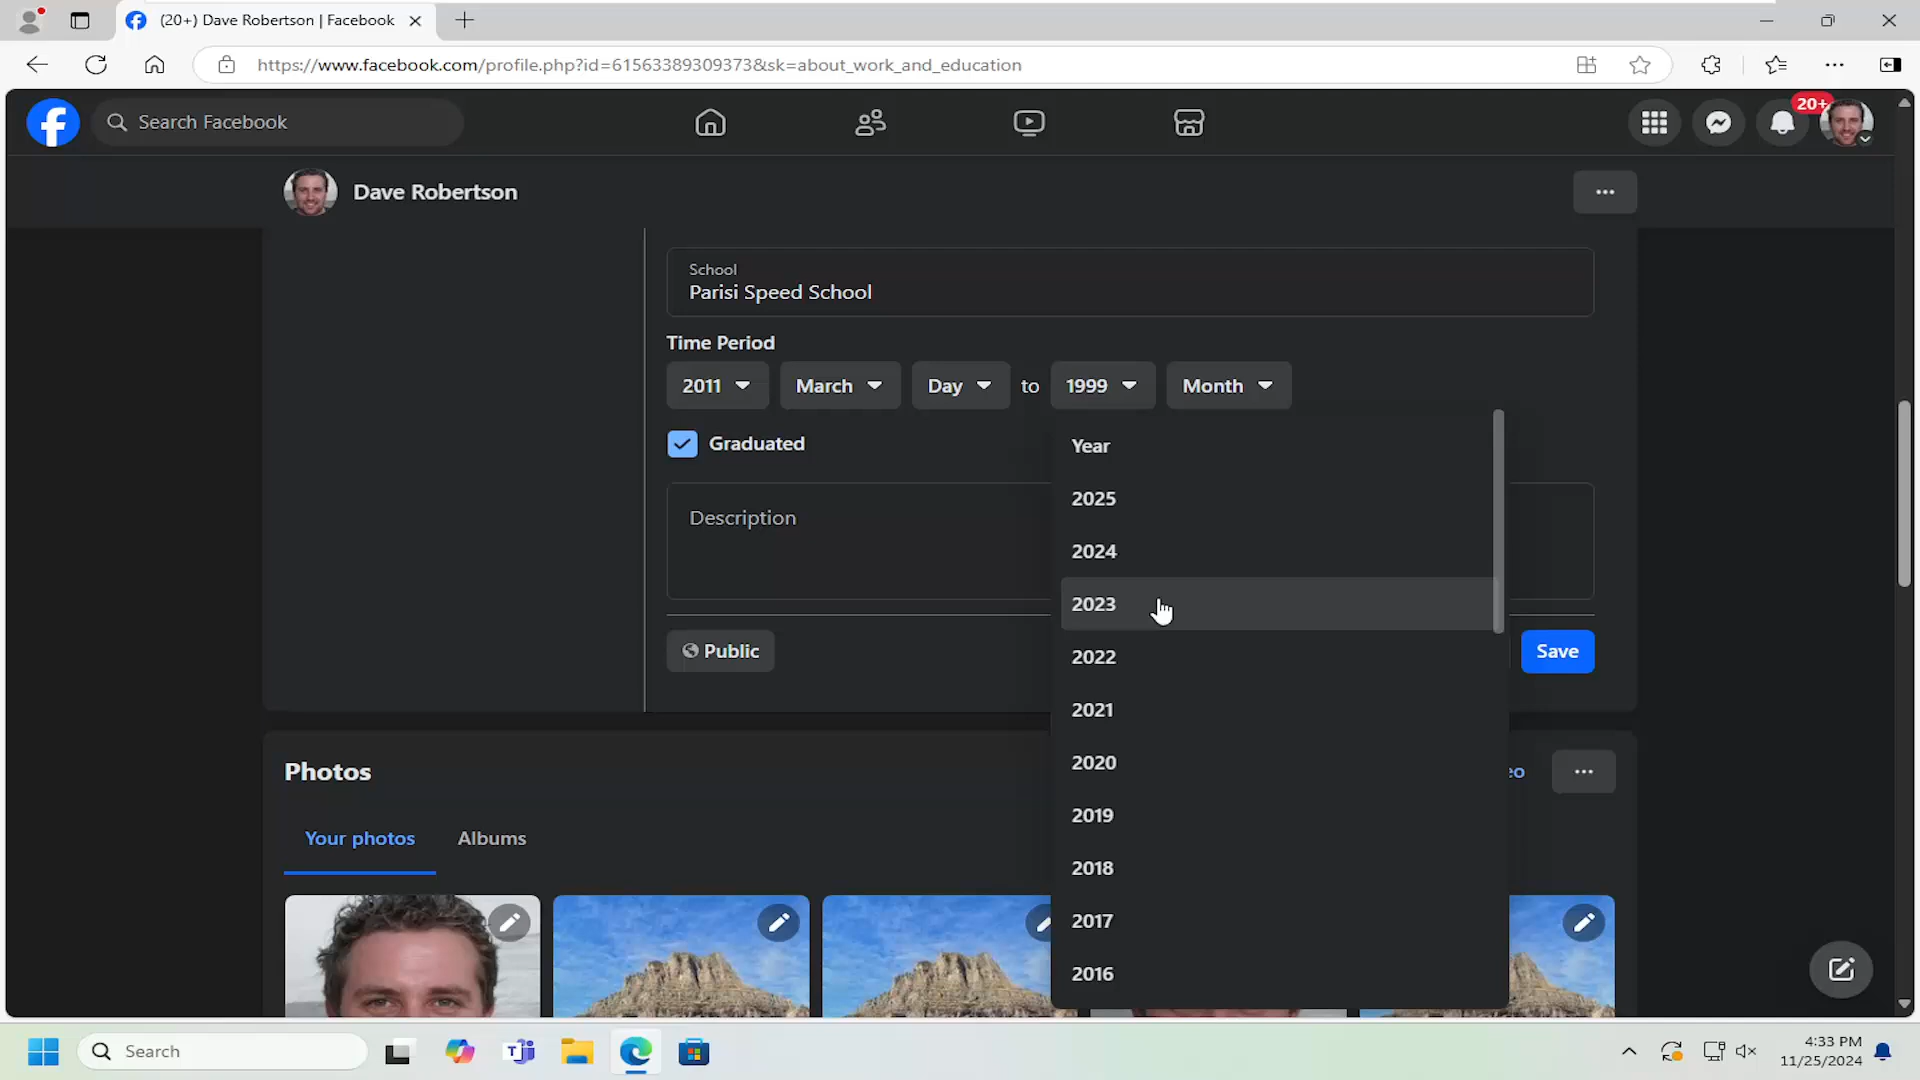 (20+) Dave Robertson | Facebook
https://www.facebook.com/profile.php?id=61563389309373&sk=about_work_and_education
Search Facebook
20+
Dave Robertson
School
Parisi Speed School
Time Period
2011 March Day to 1999 Month
Graduated
Year
2025
2024
2023
2022
2021
2020
2019
2018
2017
2016
Description
Public
Save
Photos
eo
Your photos Albums
Search
4:33 PM
11/25/2024